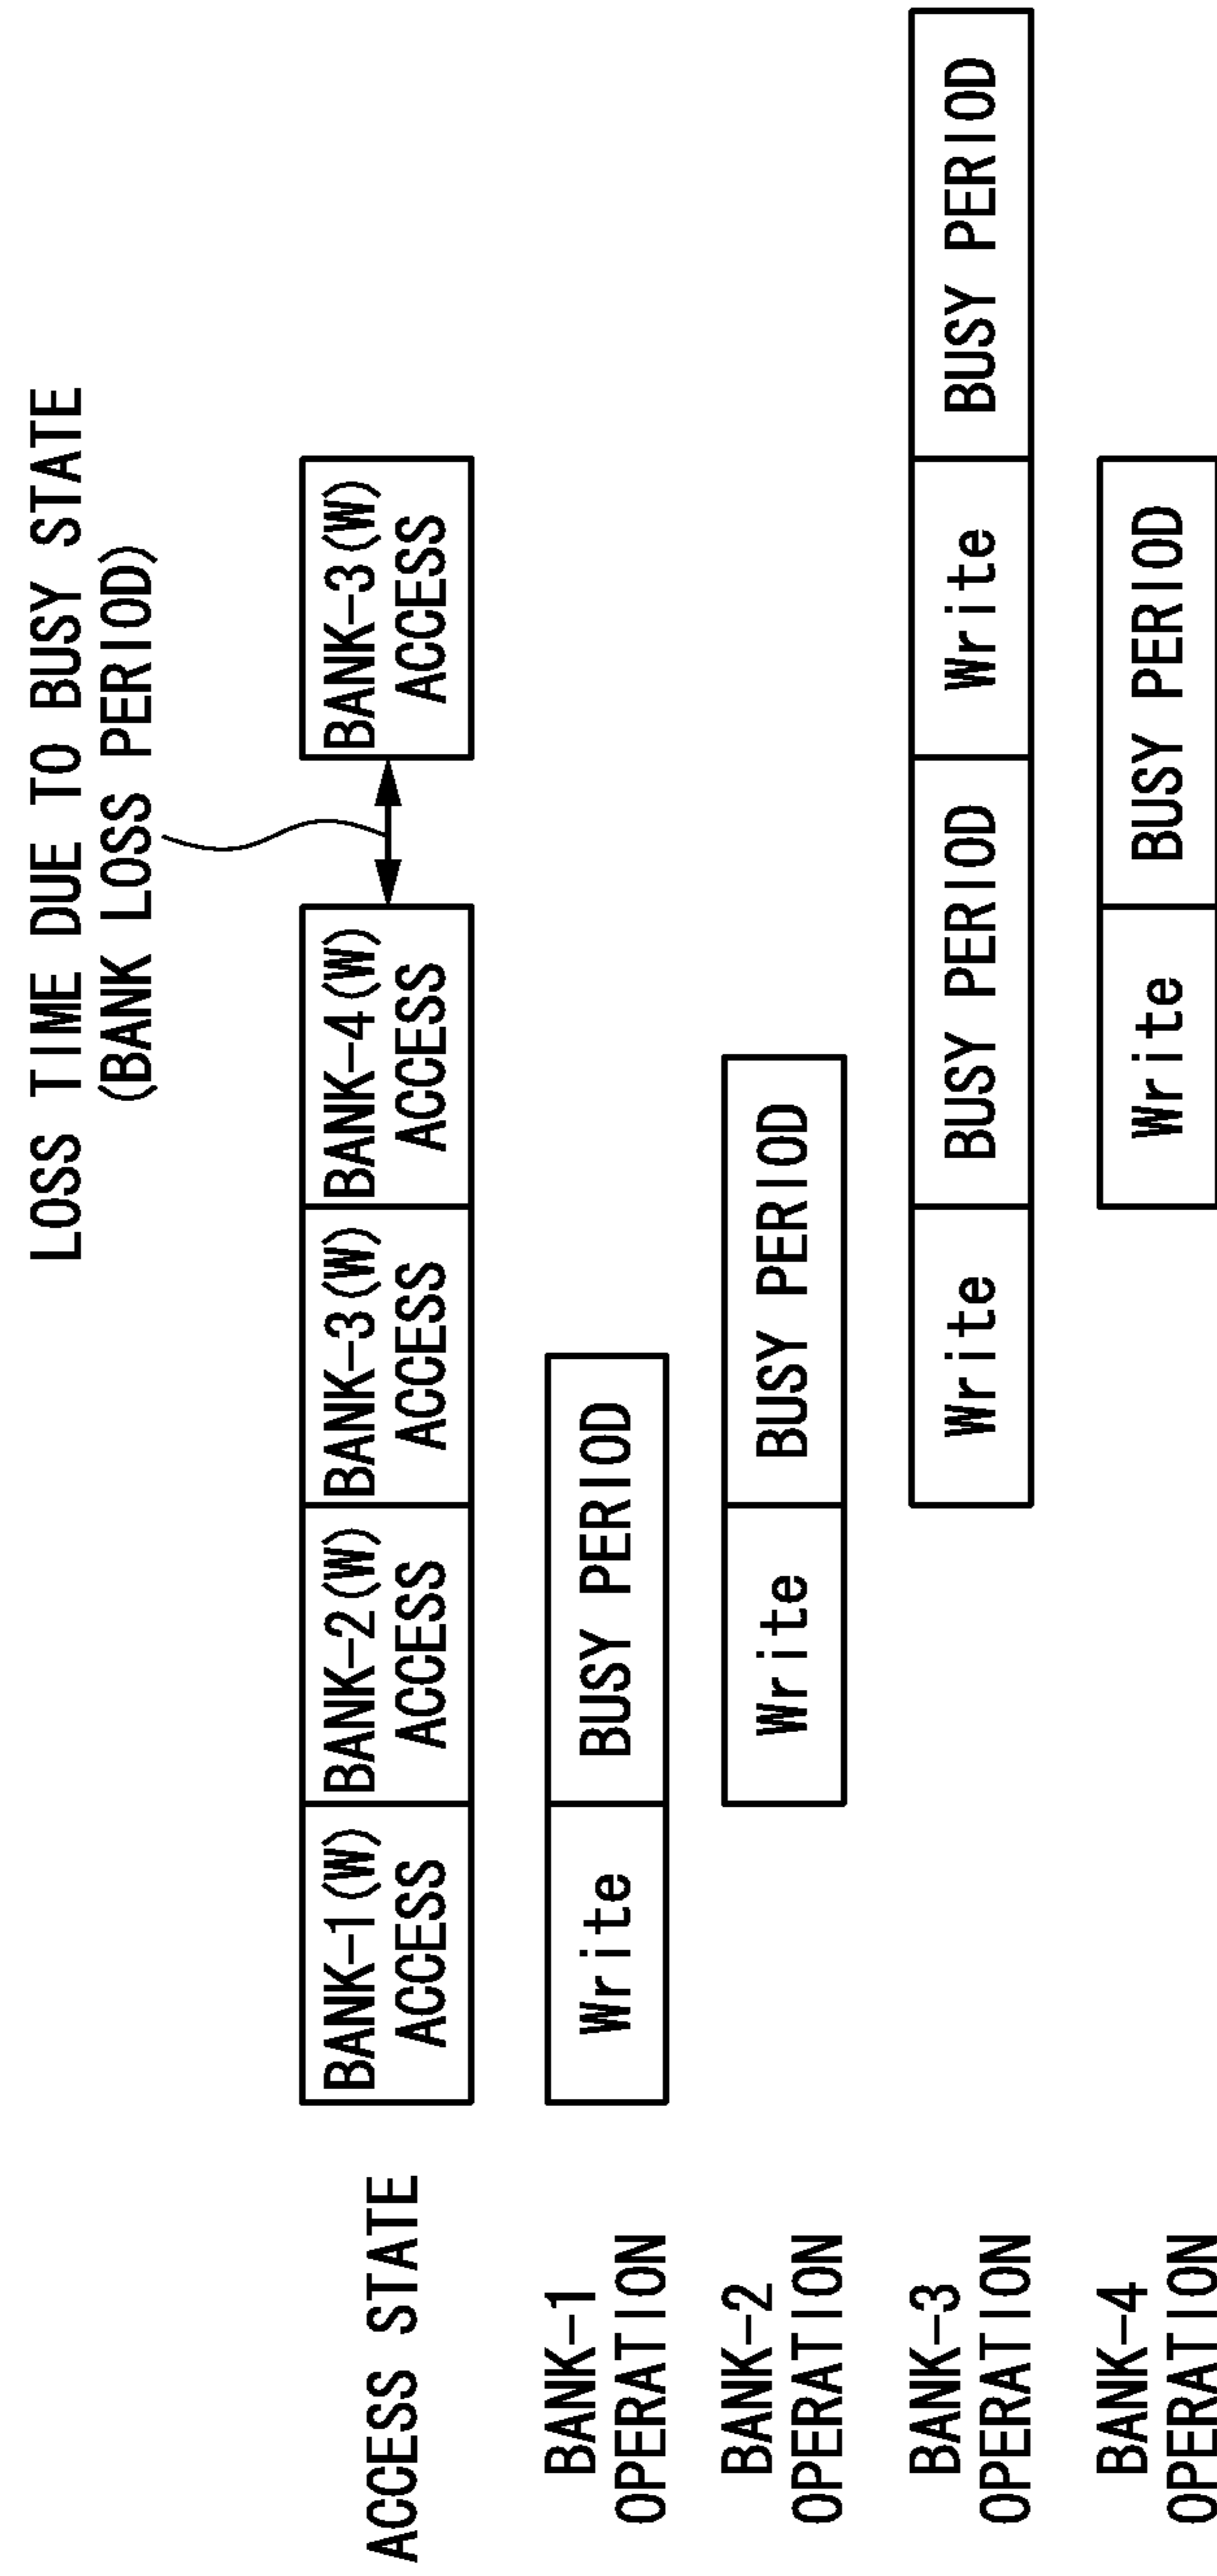 LOSS TIME DUE TO BUSY STATE
(BANK LOSS PERIOD)
ACCESS STATE
BANK-1(W)
ACCESS
BANK-2(W)
ACCESS
BANK-3(W)
ACCESS
BANK-4(W)
ACCESS
BANK-3(W)
ACCESS
BANK-1
OPERATION
Write
BUSY PERIOD
BANK-2
OPERATION
Write
BUSY PERIOD
BANK-3
OPERATION
Write
BUSY PERIOD
Write
BUSY PERIOD
BANK-4
OPERATION
Write
BUSY PERIOD